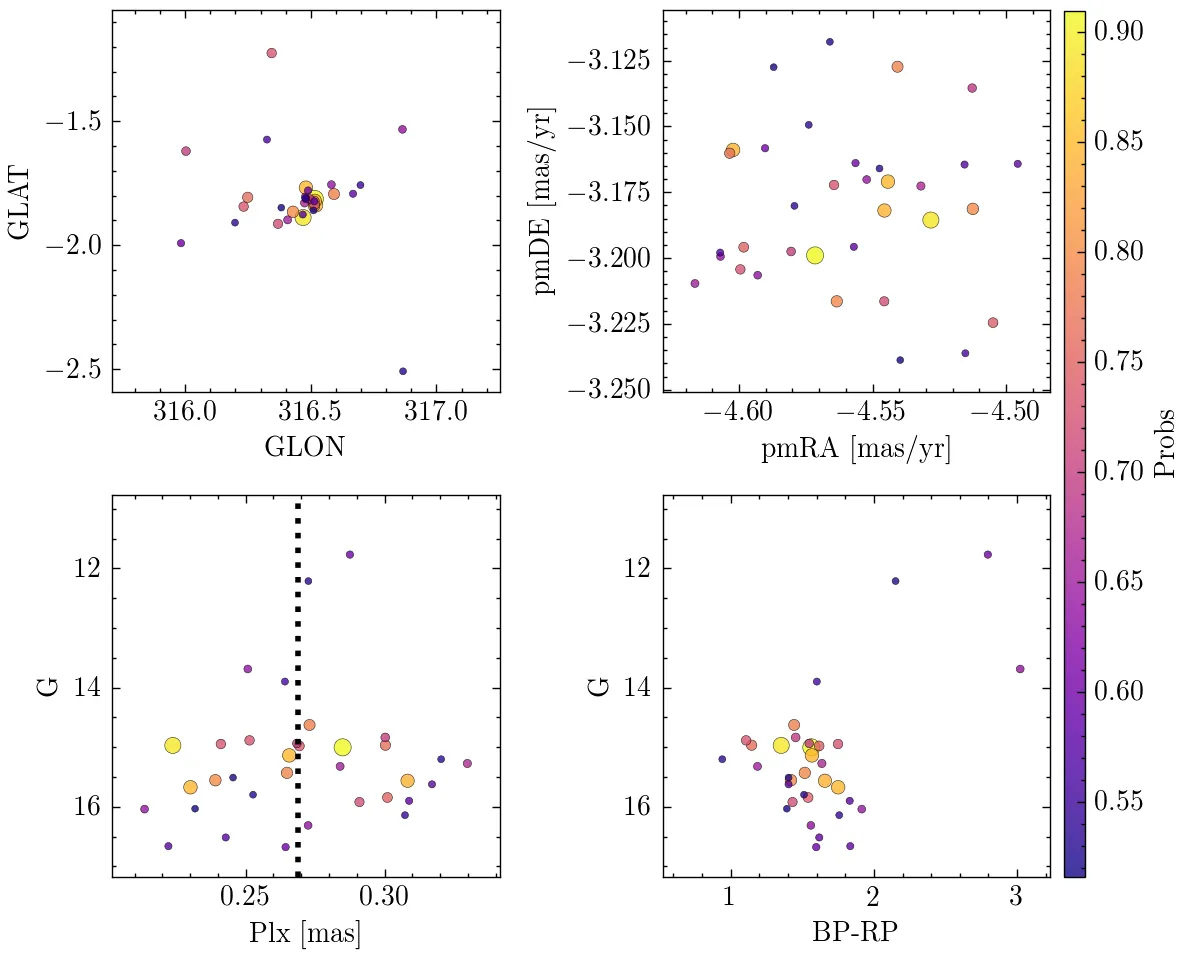 GLAT
−1.5
−2.0
−2.5
316.0 316.5 317.0
GLON
pmDE [mas/yr]
−3.125
−3.150
−3.175
−3.200
−3.225
−3.250
−4.60 −4.55 −4.50
pmRA [mas/yr]
0.90
0.85
0.80
0.75
0.70
0.65
0.60
0.55
Probs
G
12
14
16
0.25 0.30
Plx [mas]
G
12
14
16
1 2 3
BP-RP